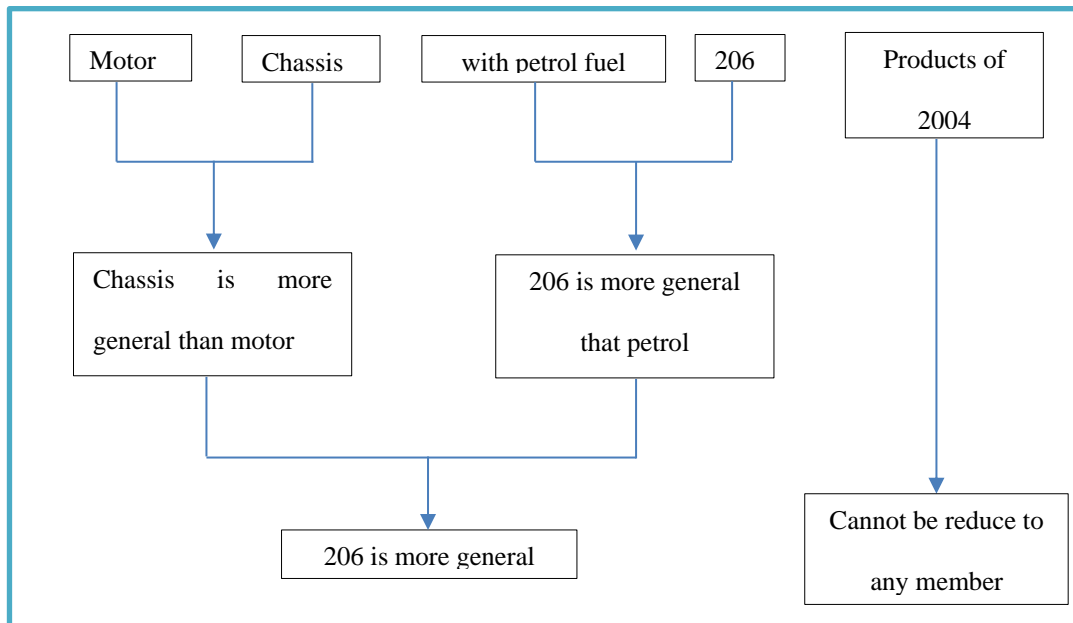 Motor
Chassis
with petrol fuel
206
Products of
2004
Chassis is more
general than motor
206 is more general
that petrol
206 is more general
Cannot be reduce to
any member